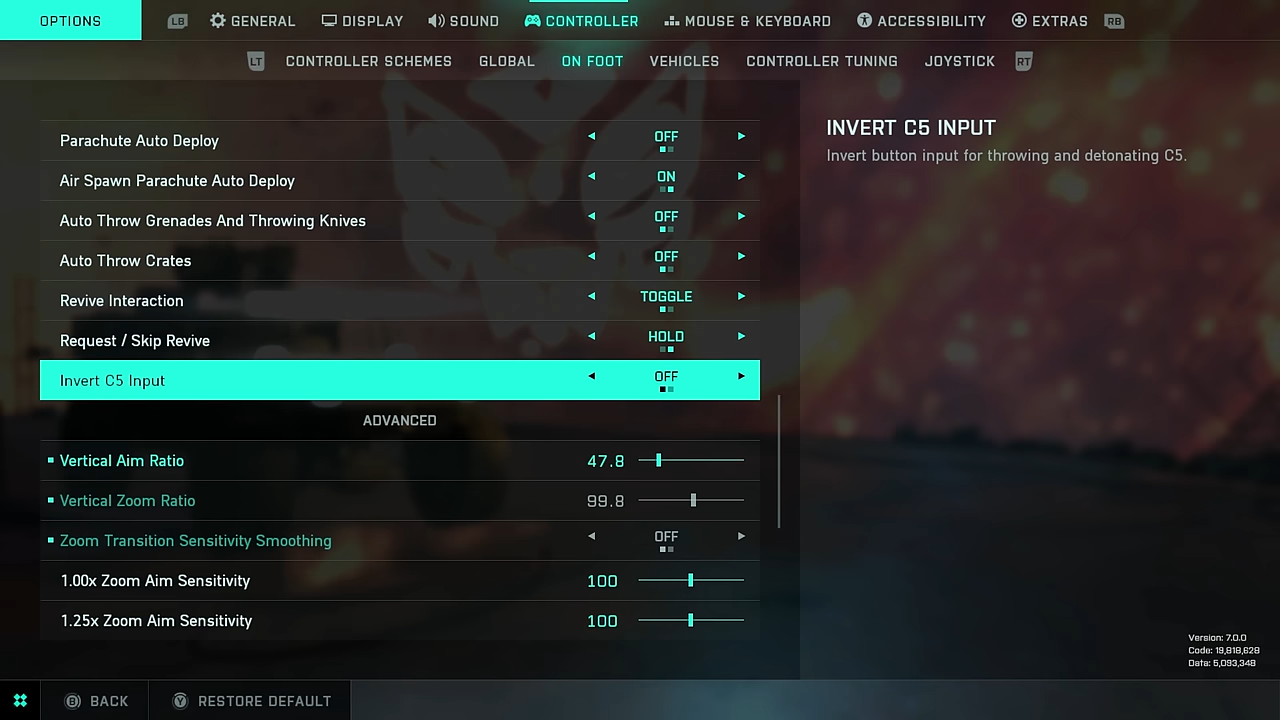 OPTIONS
LB GENERAL DISPLAY SOUND CONTROLLER MOUSE & KEYBOARD ACCESSIBILITY EXTRAS RB
LT CONTROLLER SCHEMES GLOBAL ON FOOT VEHICLES CONTROLLER TUNING JOYSTICK RT
Parachute Auto Deploy OFF
Air Spawn Parachute Auto Deploy ON
Auto Throw Grenades And Throwing Knives OFF
Auto Throw Crates OFF
Revive Interaction TOGGLE
Request / Skip Revive HOLD
Invert C5 Input OFF
ADVANCED
Vertical Aim Ratio 47.8
Vertical Zoom Ratio 99.8
Zoom Transition Sensitivity Smoothing OFF
1.00x Zoom Aim Sensitivity 100
1.25x Zoom Aim Sensitivity 100
INVERT C5 INPUT
Invert button input for throwing and detonating C5.
Version: 7.0.0
Code: 19,818,628
Data: 5,093,348
B BACK Y RESTORE DEFAULT